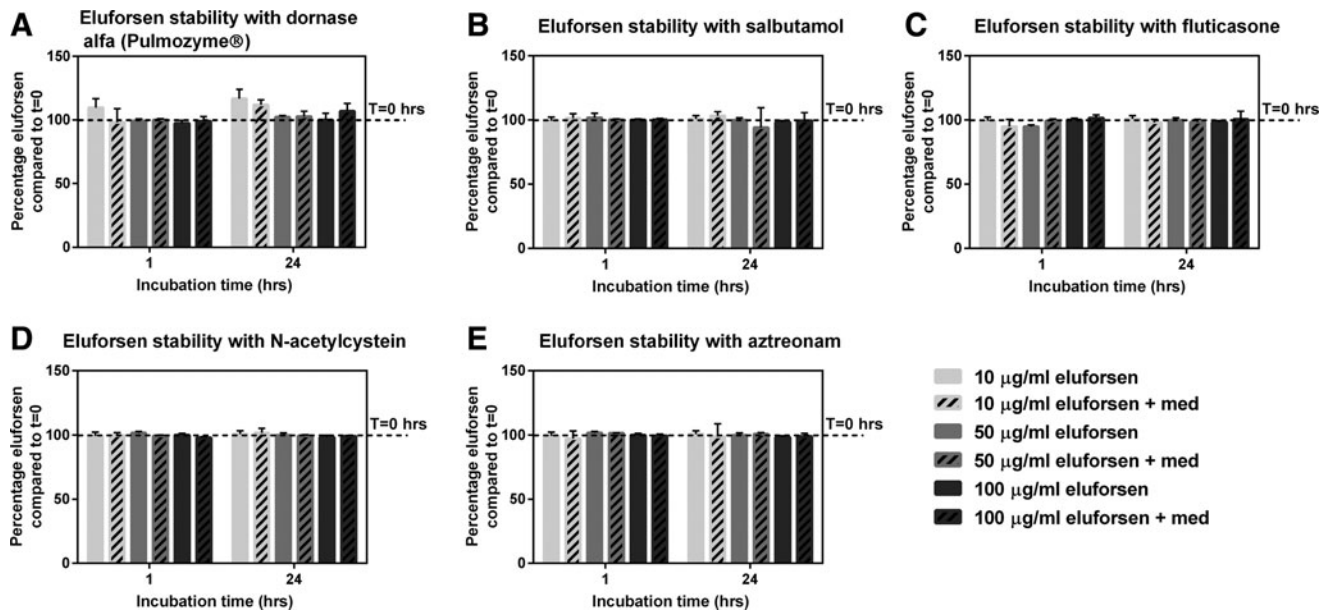 A
Eluforsen stability with dornase
alfa (Pulmozyme®)
Percentage eluforsen
compared to t=0
150
100
50
0
T=0 hrs
1
24
Incubation time (hrs)
B
Eluforsen stability with salbutamol
Percentage eluforsen
compared to t=0
150
100
50
0
T=0 hrs
1
24
Incubation time (hrs)
C
Eluforsen stability with fluticasone
Percentage eluforsen
compared to t=0
150
100
50
0
T=0 hrs
1
24
Incubation time (hrs)
D
Eluforsen stability with N-acetylcystein
Percentage eluforsen
compared to t=0
150
100
50
0
T=0 hrs
1
24
Incubation time (hrs)
E
Eluforsen stability with aztreonam
Percentage eluforsen
compared to t=0
150
100
50
0
T=0 hrs
1
24
Incubation time (hrs)
10 µg/ml eluforsen
10 µg/ml eluforsen + med
50 µg/ml eluforsen
50 µg/ml eluforsen + med
100 µg/ml eluforsen
100 µg/ml eluforsen + med